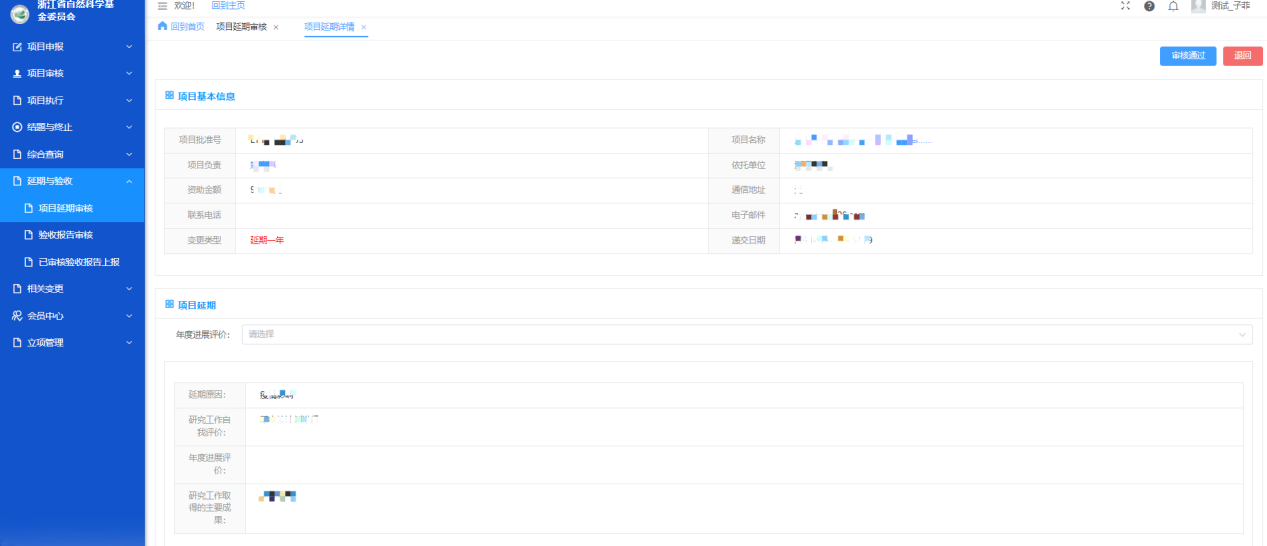 浙江省自然科学基
金委员会
欢迎! 回到主页
测试_子菲
回到首页 项目延期审核 × 项目延期详情 ×
项目申报
项目审核
项目执行
结题与终止
综合查询
延期与验收
项目延期审核
验收报告审核
已审核验收报告上报
相关变更
会员中心
立项管理
审核通过 退回
项目基本信息
项目批准号 项目名称
项目负责 依托单位
资助金额 通信地址
联系电话 电子邮件
变更类型 延期一年 递交日期
项目延期
年度进展评价: 请选择
延期原因:
研究工作自
我评价:
年度进展评
价:
研究工作取
得的主要成
果: